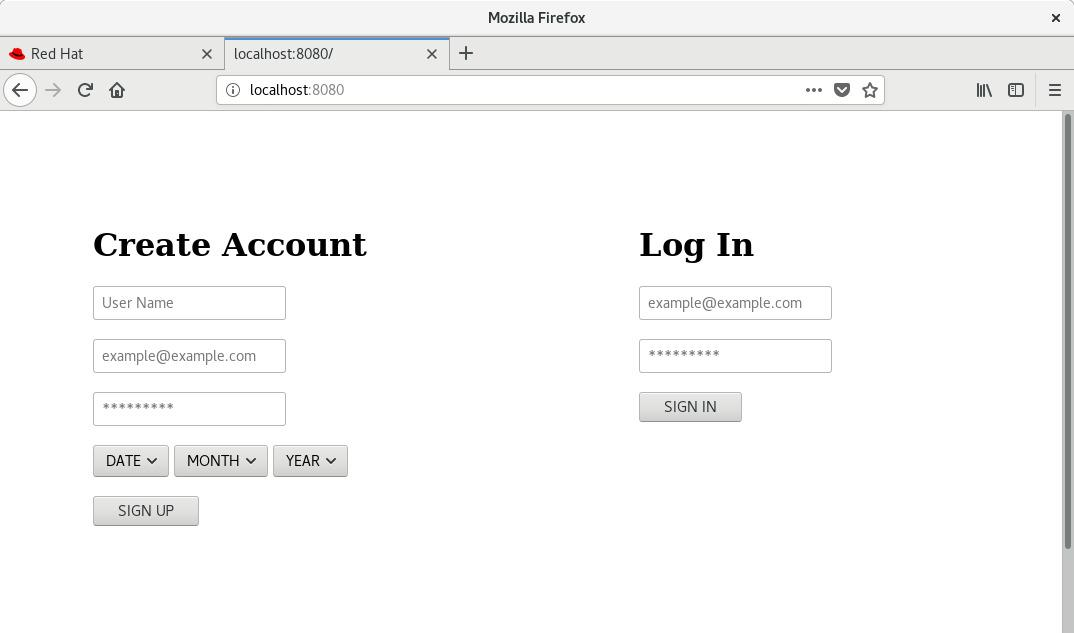 Mozilla Firefox
Red Hat
localhost:8080/
localhost:8080
Create Account
User Name
example@example.com
*********
DATE MONTH YEAR
SIGN UP
Log In
example@example.com
*********
SIGN IN